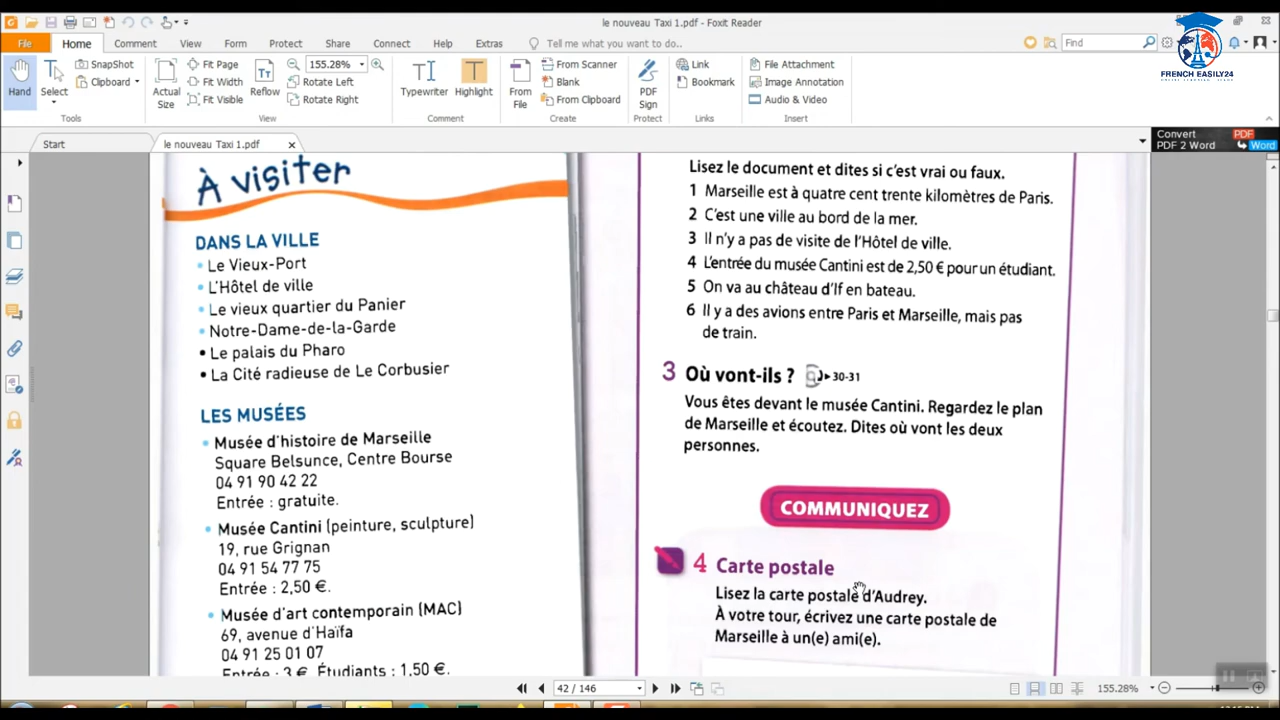 le nouveau Taxi 1.pdf - Foxit Reader
File
Home
Comment
View
Form
Protect
Share
Connect
Help
Extras
Tell me what you want to do..
Find
FRENCH EASILY24
Hand
Select
SnapShot
Clipboard
Actual Size
Fit Page
Fit Width
Fit Visible
Reflow
155.28%
Rotate Left
Rotate Right
Typewriter
Highlight
From File
From Scanner
Blank
From Clipboard
PDF Sign
Link
Bookmark
File Attachment
Image Annotation
Audio & Video
Tools
View
Comment
Create
Protect
Links
Insert
Start
le nouveau Taxi 1.pdf
Convert PDF
PDF 2 Word Word
À visiter
DANS LA VILLE
• Le Vieux-Port
• L'Hôtel de ville
• Le vieux quartier du Panier
• Notre-Dame-de-la-Garde
• Le palais du Pharo
• La Cité radieuse de Le Corbusier
LES MUSÉES
• Musée d'histoire de Marseille
Square Belsunce, Centre Bourse
04 91 90 42 22
Entrée : gratuite.
• Musée Cantini (peinture, sculpture)
19, rue Grignan
04 91 54 77 75
Entrée : 2,50 €.
• Musée d'art contemporain (MAC)
69, avenue d'Haïfa
04 91 25 01 07
Entrée : 3 €. Étudiants : 1,50 €.
Lisez le document et dites si c'est vrai ou faux.
1 Marseille est à quatre cent trente kilomètres de Paris.
2 C'est une ville au bord de la mer.
3 Il n'y a pas de visite de l'Hôtel de ville.
4 L'entrée du musée Cantini est de 2,50 € pour un étudiant.
5 On va au château d'If en bateau.
6 Il y a des avions entre Paris et Marseille, mais pas
de train.
3 Où vont-ils ? 30-31
Vous êtes devant le musée Cantini. Regardez le plan
de Marseille et écoutez. Dites où vont les deux
personnes.
COMMUNIQUEZ
4 Carte postale
Lisez la carte postale d'Audrey.
À votre tour, écrivez une carte postale de
Marseille à un(e) ami(e).
42 / 146
155.28%